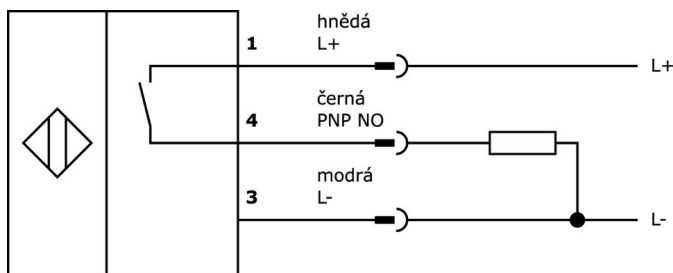 hnědá
1
L+
L+
černá
4
PNP NO
modrá
3
L-
L-